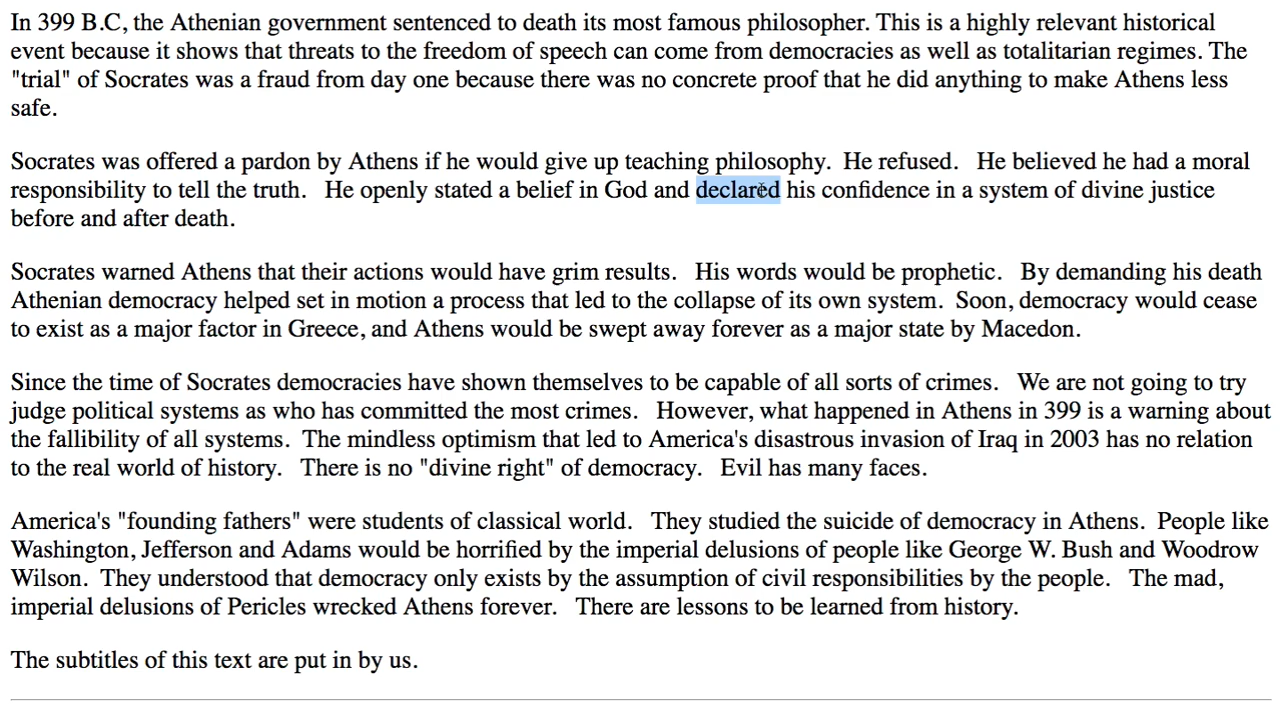 In 399 B.C, the Athenian government sentenced to death its most famous philosopher. This is a highly relevant historical
event because it shows that threats to the freedom of speech can come from democracies as well as totalitarian regimes. The
"trial" of Socrates was a fraud from day one because there was no concrete proof that he did anything to make Athens less
safe.
Socrates was offered a pardon by Athens if he would give up teaching philosophy. He refused. He believed he had a moral
responsibility to tell the truth. He openly stated a belief in God and declared his confidence in a system of divine justice
before and after death.
Socrates warned Athens that their actions would have grim results. His words would be prophetic. By demanding his death
Athenian democracy helped set in motion a process that led to the collapse of its own system. Soon, democracy would cease
to exist as a major factor in Greece, and Athens would be swept away forever as a major state by Macedon.
Since the time of Socrates democracies have shown themselves to be capable of all sorts of crimes. We are not going to try
judge political systems as who has committed the most crimes. However, what happened in Athens in 399 is a warning about
the fallibility of all systems. The mindless optimism that led to America's disastrous invasion of Iraq in 2003 has no relation
to the real world of history. There is no "divine right" of democracy. Evil has many faces.
America's "founding fathers" were students of classical world. They studied the suicide of democracy in Athens. People like
Washington, Jefferson and Adams would be horrified by the imperial delusions of people like George W. Bush and Woodrow
Wilson. They understood that democracy only exists by the assumption of civil responsibilities by the people. The mad,
imperial delusions of Pericles wrecked Athens forever. There are lessons to be learned from history.
The subtitles of this text are put in by us.